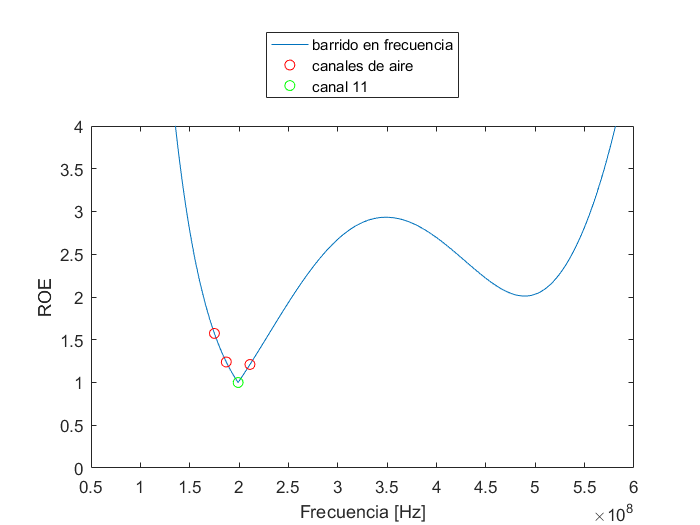 barrido en frecuencia
canales de aire
canal 11
4
3.5
3
2.5
2
1.5
1
0.5
0
ROE
0.5 1 1.5 2 2.5 3 3.5 4 4.5 5 5.5 6
Frecuencia [Hz]
×10^8